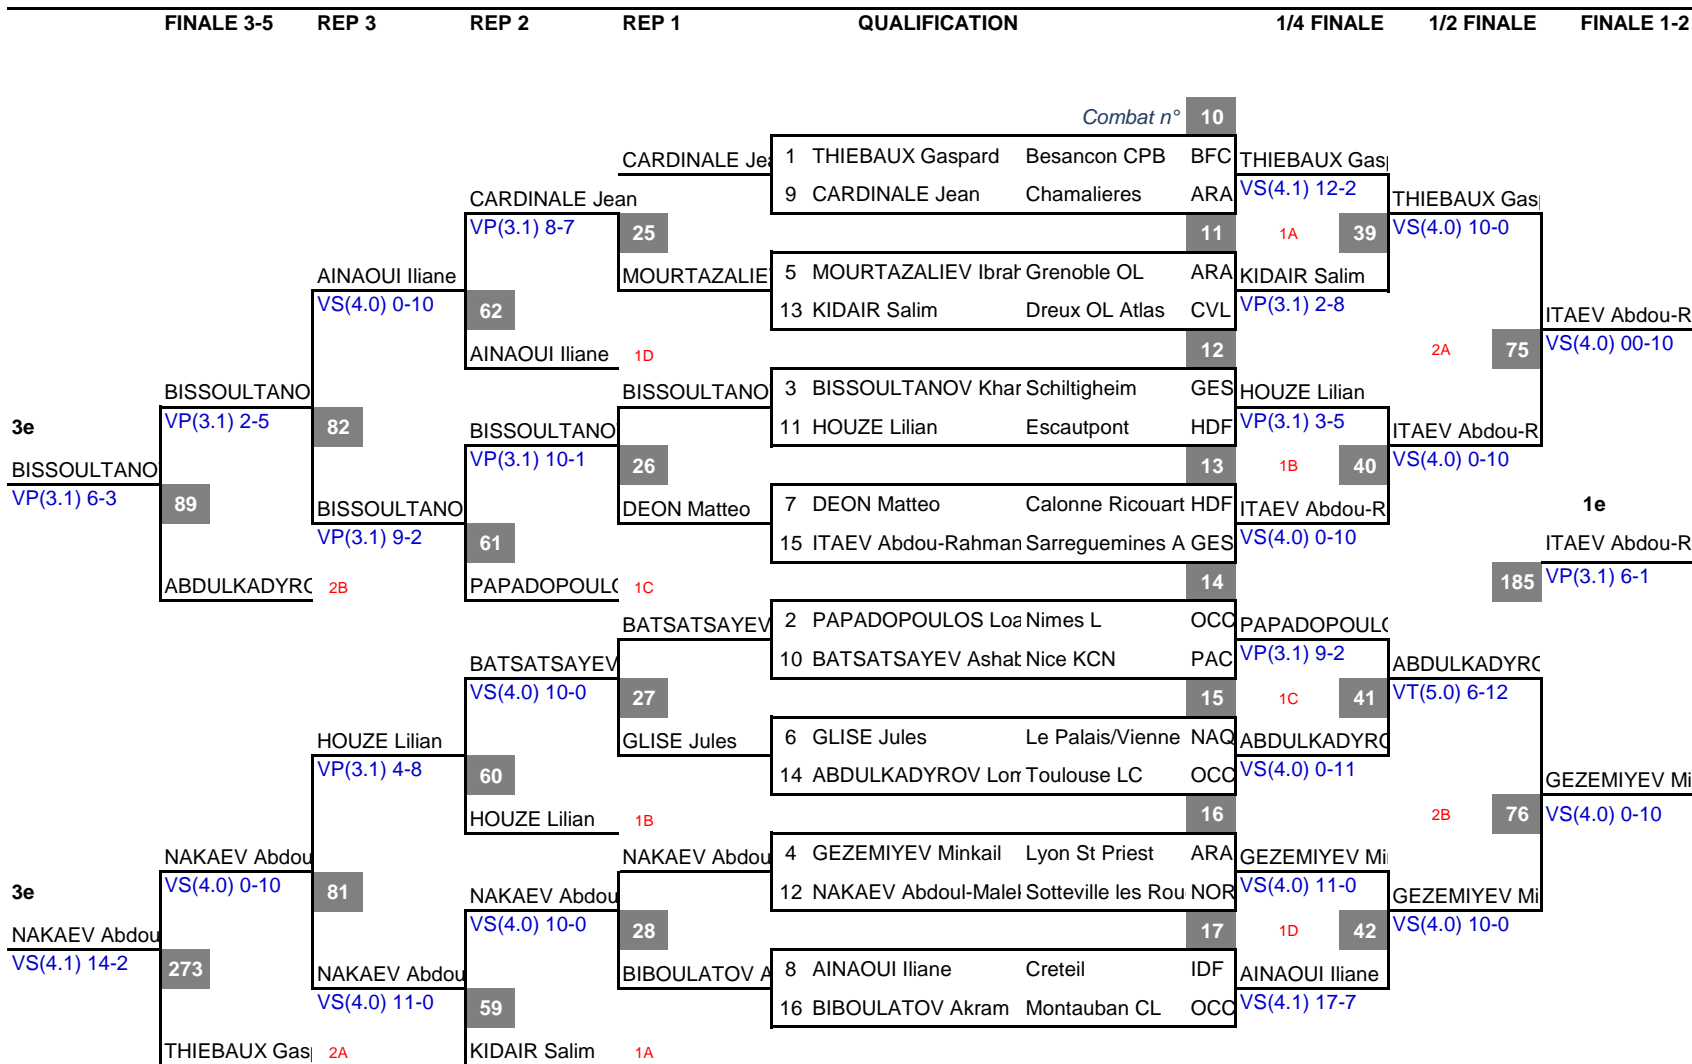 FINALE 3-5 REP 3 REP 2 REP 1 QUALIFICATION 1/4 FINALE 1/2 FINALE FINALE 1-2
Combat n° 10
CARDINALE Jea 1 THIEBAUX Gaspard Besancon CPB BFC THIEBAUX Gasp
CARDINALE Jean 9 CARDINALE Jean Chamalieres ARA VS(4.1) 12-2 THIEBAUX Gasp
VP(3.1) 8-7 25 11 1A 39 VS(4.0) 10-0
AINAOUI Iliane MOURTAZALIE 5 MOURTAZALIEV Ibrah Grenoble OL ARA KIDAIR Salim
VS(4.0) 0-10 62 13 KIDAIR Salim Dreux OL Atlas CVL VP(3.1) 2-8 ITAEV Abdou-R
AINAOUI Iliane 1D 12 2A 75 VS(4.0) 00-10
BISSOULTANO BISSOULTANO 3 BISSOULTANOV Khar Schiltigheim GES HOUZE Lilian
3e VP(3.1) 2-5 82 BISSOULTANO 11 HOUZE Lilian Escautpont HDF VP(3.1) 3-5 ITAEV Abdou-R
BISSOULTANO VP(3.1) 10-1 26 13 1B 40 VS(4.0) 0-10
VP(3.1) 6-3 89 BISSOULTANO DEON Matteo 7 DEON Matteo Calonne Ricouart HDF ITAEV Abdou-R 1e
VP(3.1) 9-2 61 15 ITAEV Abdou-Rahman Sarreguemines A GES VS(4.0) 0-10 ITAEV Abdou-R
ABDULKADYRO 2B PAPADOPOULO 1C 14 185 VP(3.1) 6-1
BATSATSAYEV 2 PAPADOPOULOS Loa Nimes L OCC PAPADOPOULO
BATSATSAYEV 10 BATSATSAYEV Ashab Nice KCN PAC VP(3.1) 9-2 ABDULKADYRO
VS(4.0) 10-0 27 15 1C 41 VT(5.0) 6-12
HOUZE Lilian GLISE Jules 6 GLISE Jules Le Palais/Vienne NAQ ABDULKADYRO
VP(3.1) 4-8 60 14 ABDULKADYROV Lom Toulouse LC OCC VS(4.0) 0-11 GEZEMIYEV Mi
HOUZE Lilian 1B 16 2B 76 VS(4.0) 0-10
NAKAEV Abdou NAKAEV Abdou 4 GEZEMIYEV Minkail Lyon St Priest ARA GEZEMIYEV Min
3e VS(4.0) 0-10 81 NAKAEV Abdou 12 NAKAEV Abdoul-Malek Sotteville les Rou NOR VS(4.0) 11-0 GEZEMIYEV Mi
NAKAEV Abdou VS(4.0) 10-0 28 17 1D 42 VS(4.0) 10-0
VS(4.1) 14-2 273 NAKAEV Abdou BIBOULATOV A 8 AINAOUI Iliane Creteil IDF AINAOUI Iliane
VS(4.0) 11-0 59 16 BIBOULATOV Akram Montauban CL OCC VS(4.1) 17-7
THIEBAUX Gasp 2A KIDAIR Salim 1A